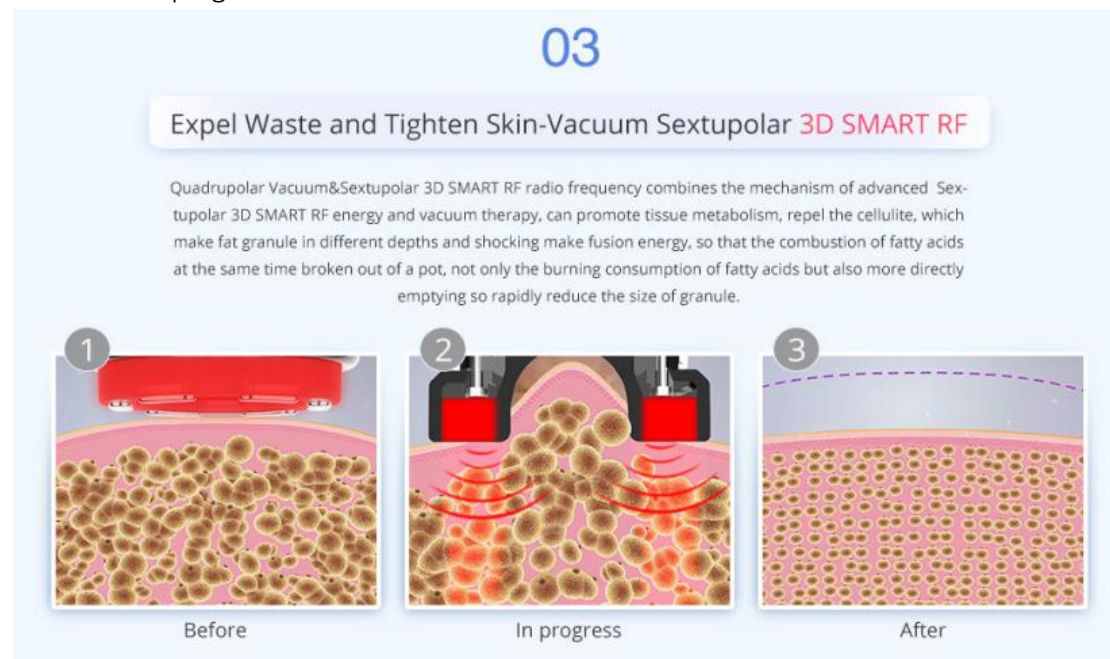 03
Expel Waste and Tighten Skin-Vacuum Sextupolar 3D SMART RF
Quadrupolar Vacuum&Sextupolar 3D SMART RF radio frequency combines the mechanism of advanced Sex-
tupolar 3D SMART RF energy and vacuum therapy, can promote tissue metabolism, repel the cellulite, which
make fat granule in different depths and shocking make fusion energy, so that the combustion of fatty acids
at the same time broken out of a pot, not only the burning consumption of fatty acids but also more directly
emptying so rapidly reduce the size of granule.
1
2
3
Before
In progress
After